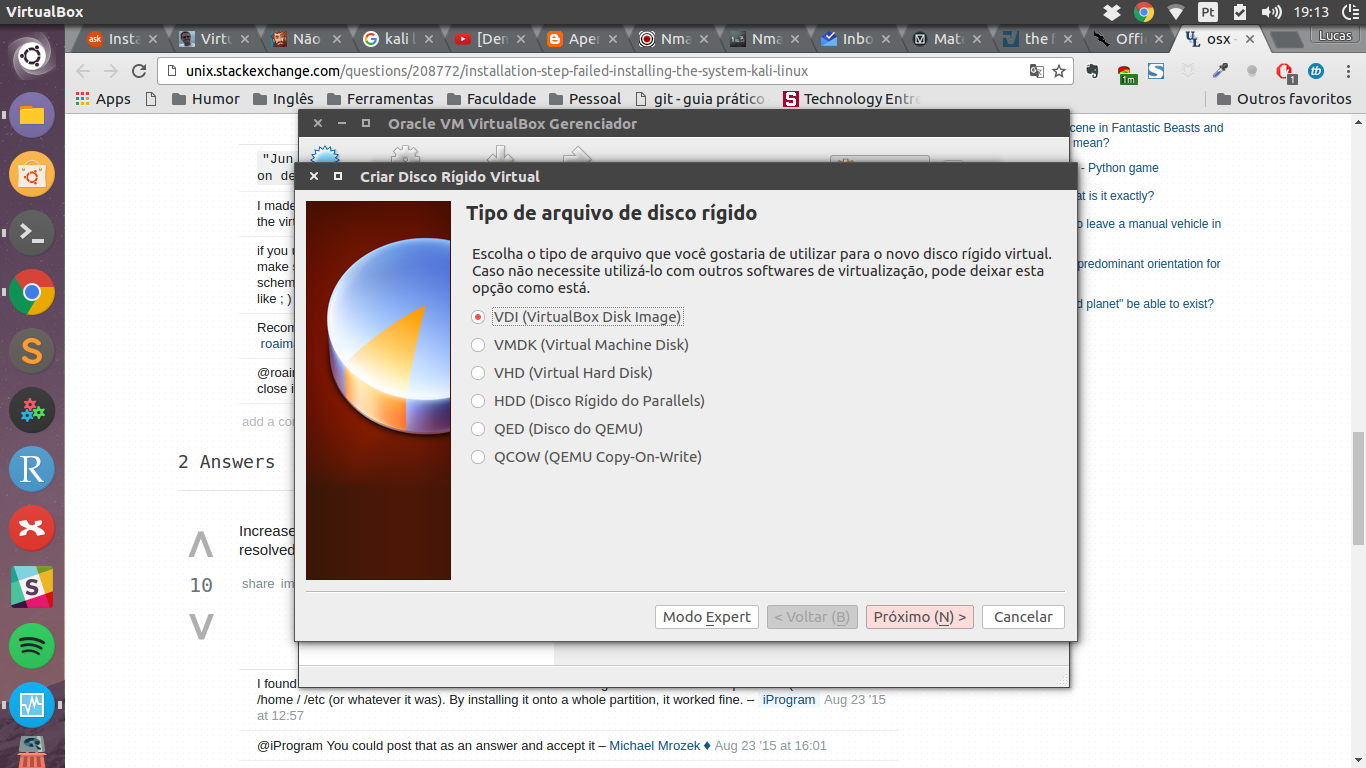 VirtualBox
Pt
19:13
Lucas
Insta
Virtu
Não
kali l
[Den
Aper
Nma
Nma
Inbo
Mate
the f
Offic
osx -
unix.stackexchange.com/questions/208772/installation-step-failed-installing-the-system-kali-linux
Apps
Humor
Inglês
Ferramentas
Faculdade
Pessoal
git - guia prático
Technology Entre
Outros favoritos
Oracle VM VirtualBox Gerenciador
cene in Fantastic Beasts and
mean?
- Python game
at is it exactly?
o leave a manual vehicle in
predominant orientation for
d planet" be able to exist?
"Jun
on de
I made
the virt
if you u
make s
schem
like ; )
Recom
roaima
@roain
close i
add a co
2 Answers
Increase
resolved
10
share im
Criar Disco Rígido Virtual
Tipo de arquivo de disco rígido
Escolha o tipo de arquivo que você gostaria de utilizar para o novo disco rígido virtual.
Caso não necessite utilizá-lo com outros softwares de virtualização, pode deixar esta
opção como está.
VDI (VirtualBox Disk Image)
VMDK (Virtual Machine Disk)
VHD (Virtual Hard Disk)
HDD (Disco Rígido do Parallels)
QED (Disco do QEMU)
QCOW (QEMU Copy-On-Write)
Modo Expert
< Voltar (B)
Próximo (N) >
Cancelar
I found
/home / /etc (or whatever it was). By installing it onto a whole partition, it worked fine. – iProgram Aug 23 '15
at 12:57
@iProgram You could post that as an answer and accept it – Michael Mrozek ♦ Aug 23 '15 at 16:01